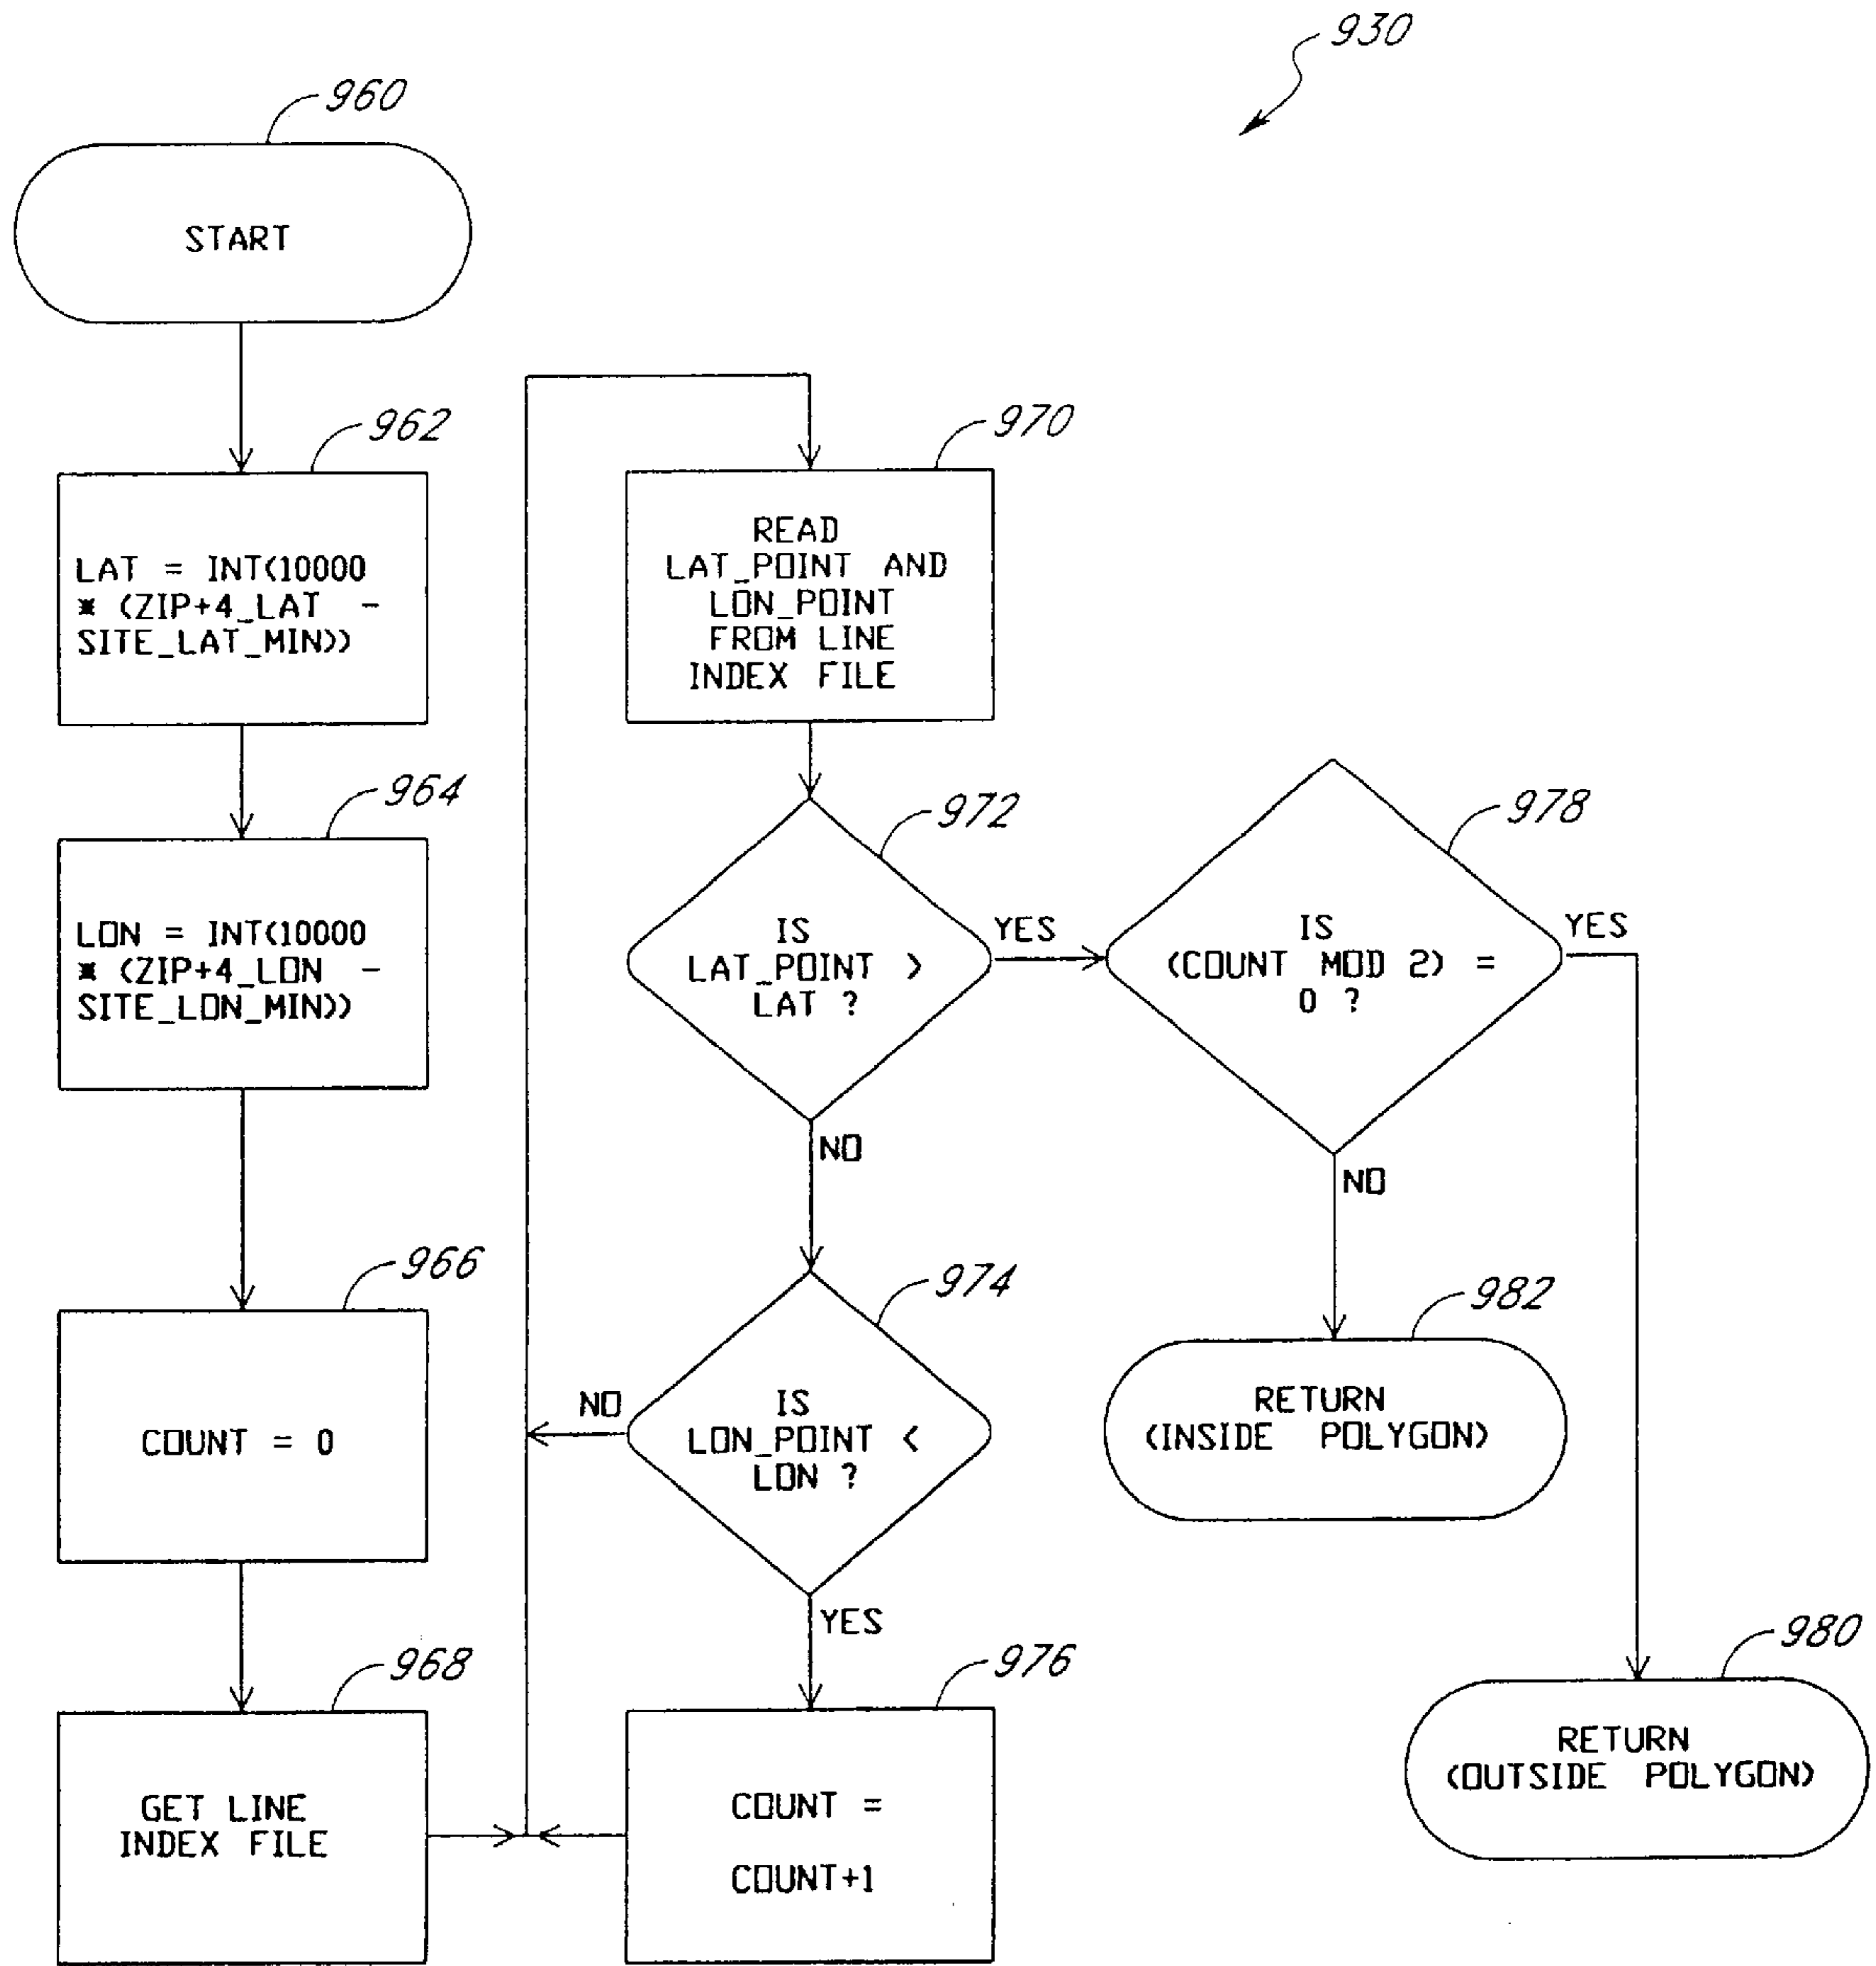 930
960
START
962
LAT = INT(10000
* (ZIP+4_LAT -
SITE_LAT_MIN))
964
LON = INT(10000
* (ZIP+4_LON -
SITE_LON_MIN))
966
COUNT = 0
968
GET LINE
INDEX FILE
970
READ
LAT_POINT AND
LON_POINT
FROM LINE
INDEX FILE
972
IS
LAT_POINT >
LAT ?
YES
NO
974
IS
LON_POINT <
LON ?
NO
YES
976
COUNT =
COUNT+1
978
IS
(COUNT MOD 2) =
0 ?
YES
NO
982
RETURN
(INSIDE POLYGON)
980
RETURN
(OUTSIDE POLYGON)